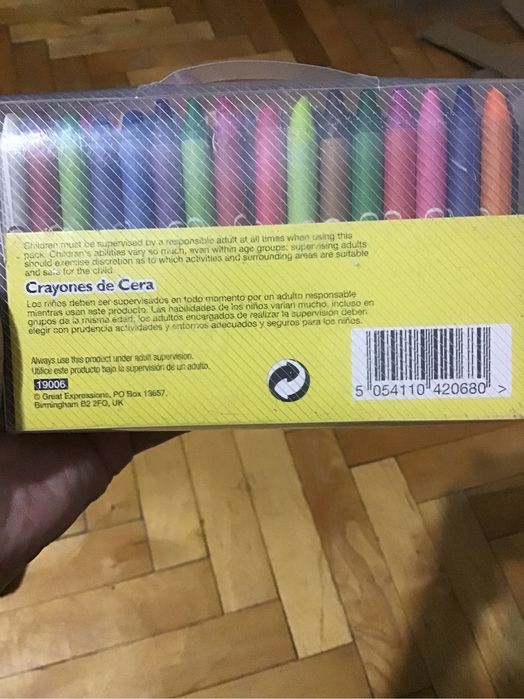 Children must be supervised by a responsible adult at all times when using this
pack. Children's abilities vary so much, even within age groups; supervising adults
should exercise discretion as to which activities and surrounding areas are suitable
and safe for the child.
Crayones de Cera
Los niños deben ser supervisados en todo momento por un adulto responsable
mientras usan este producto. Las habilidades de los niños varían mucho, incluso en
grupos de la misma edad; los adultos encargados de realizar la supervisión deben
elegir con prudencia actividades y entornos adecuados y seguros para los niños.
Always use this product under adult supervision.
Utilice este producto bajo la supervisión de un adulto.
19006
© Great Expressions, PO Box 13657,
Birmingham B2 2FQ, UK
5 054110 420680 >